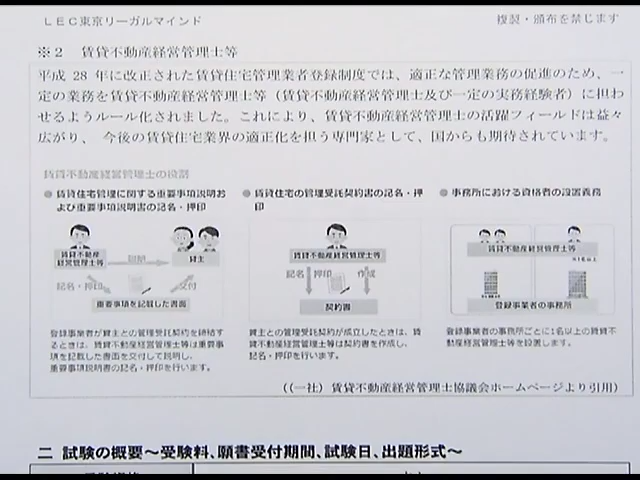 LEC東京リーガルマインド
複製・頒布を禁じます
※2 賃貸不動産経営管理士等
平成 28 年に改正された賃貸住宅管理業者登録制度では、適正な管理業務の促進のため、一
定の業務を賃貸不動産経営管理士等（賃貸不動産経営管理士及び一定の実務経験者）に担わ
せるようルール化されました。これにより、賃貸不動産経営管理士の活躍フィールドは益々
広がり、 今後の賃貸住宅業界の適正化を担う専門家として、国からも期待されています。
賃貸不動産経営管理士の役割
● 賃貸住宅管理に関する重要事項説明お
よび重要事項説明書の記名・押印
賃貸不動産
経営管理士等
説明
貸主
記名・押印
交付
重要事項を記載した書面
登録事業者が貸主との管理受託契約を締結す
るときは、賃貸不動産経営管理士等は重要事
項を記載した書面を交付して説明し、
重要事項説明書の記名・押印を行います。
● 賃貸住宅の管理受託契約書の記名・押
印
賃貸不動産経営管理士等
記名・押印
作成
契約書
貸主との管理受託契約が成立したときは、賃
貸不動産経営管理士等は契約書を作成し、
記名・押印を行います。
● 事務所における資格者の設置義務
賃貸不動産経営管理士等
登録事業者の事務所
登録事業者の事務所ごとに1名以上の賃貸不
動産経営管理士等を設置します。
（（一社）賃貸不動産経営管理士協議会ホームページより引用）
二 試験の概要～受験料、願書受付期間、試験日、出題形式～